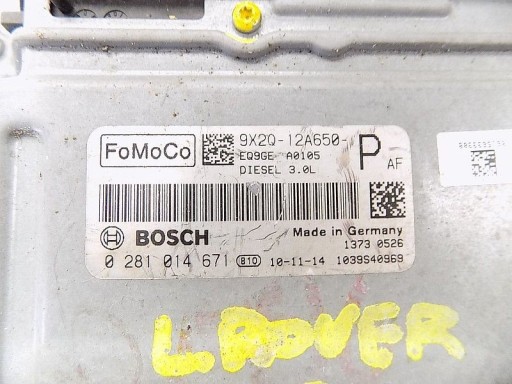 FoMoCo
9X2Q-12A650-
EQ9GE A0105
DIESEL 3.0L
P AF
BOSCH
Made in Germany
1373 0526
0 281 014 671 B10 10-11-14 1039S40969
L.ROVER